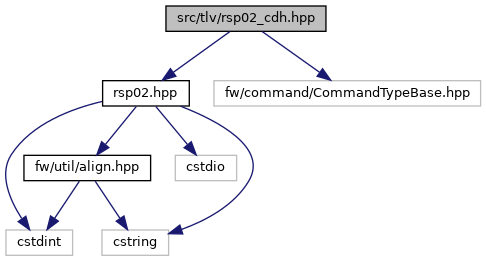 src/tlv/rsp02_cdh.hpp
rsp02.hpp
fw/command/CommandTypeBase.hpp
fw/util/align.hpp
cstdio
cstdint
cstring